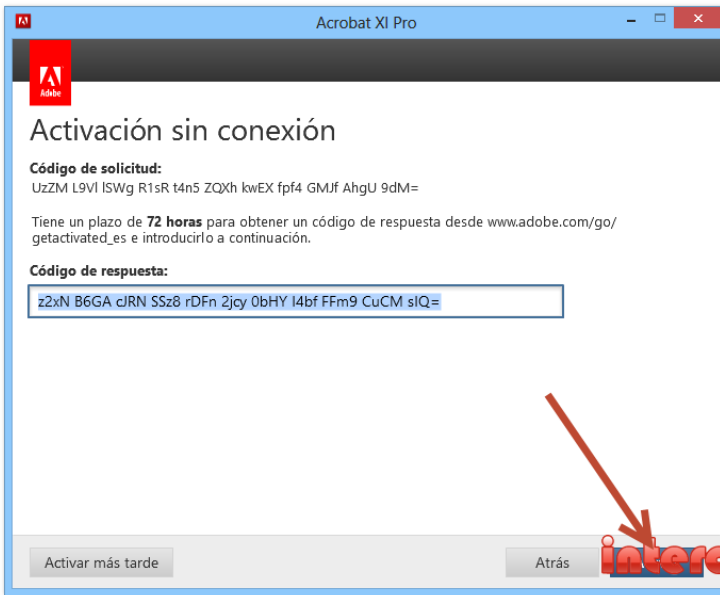 Acrobat XI Pro
Adobe
Activación sin conexión
Código de solicitud:
UzZM L9Vl lSWg R1sR t4n5 ZQXh kwEX fpf4 GMJf AhgU 9dM=
Tiene un plazo de 72 horas para obtener un código de respuesta desde www.adobe.com/go/
getactivated_es e introducirlo a continuación.
Código de respuesta:
z2xN B6GA cJRN SSz8 rDFn 2jcy 0bHY I4bf FFm9 CuCM sIQ=
Activar más tarde
Atrás